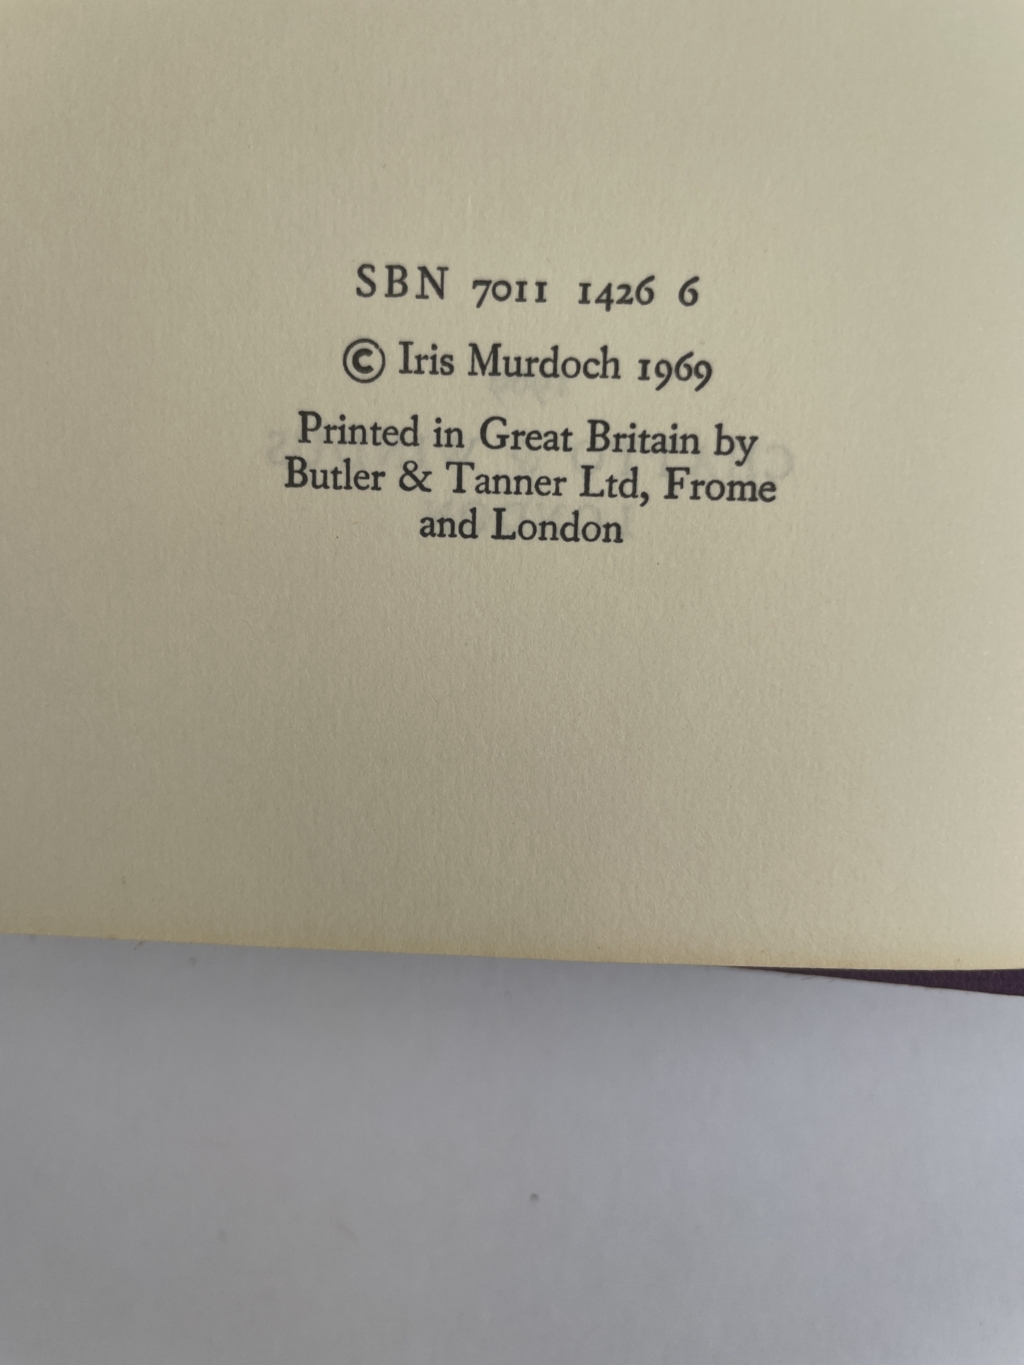 SBN 7011 1426 6
© Iris Murdoch 1969
Printed in Great Britain by
Butler & Tanner Ltd, Frome
and London